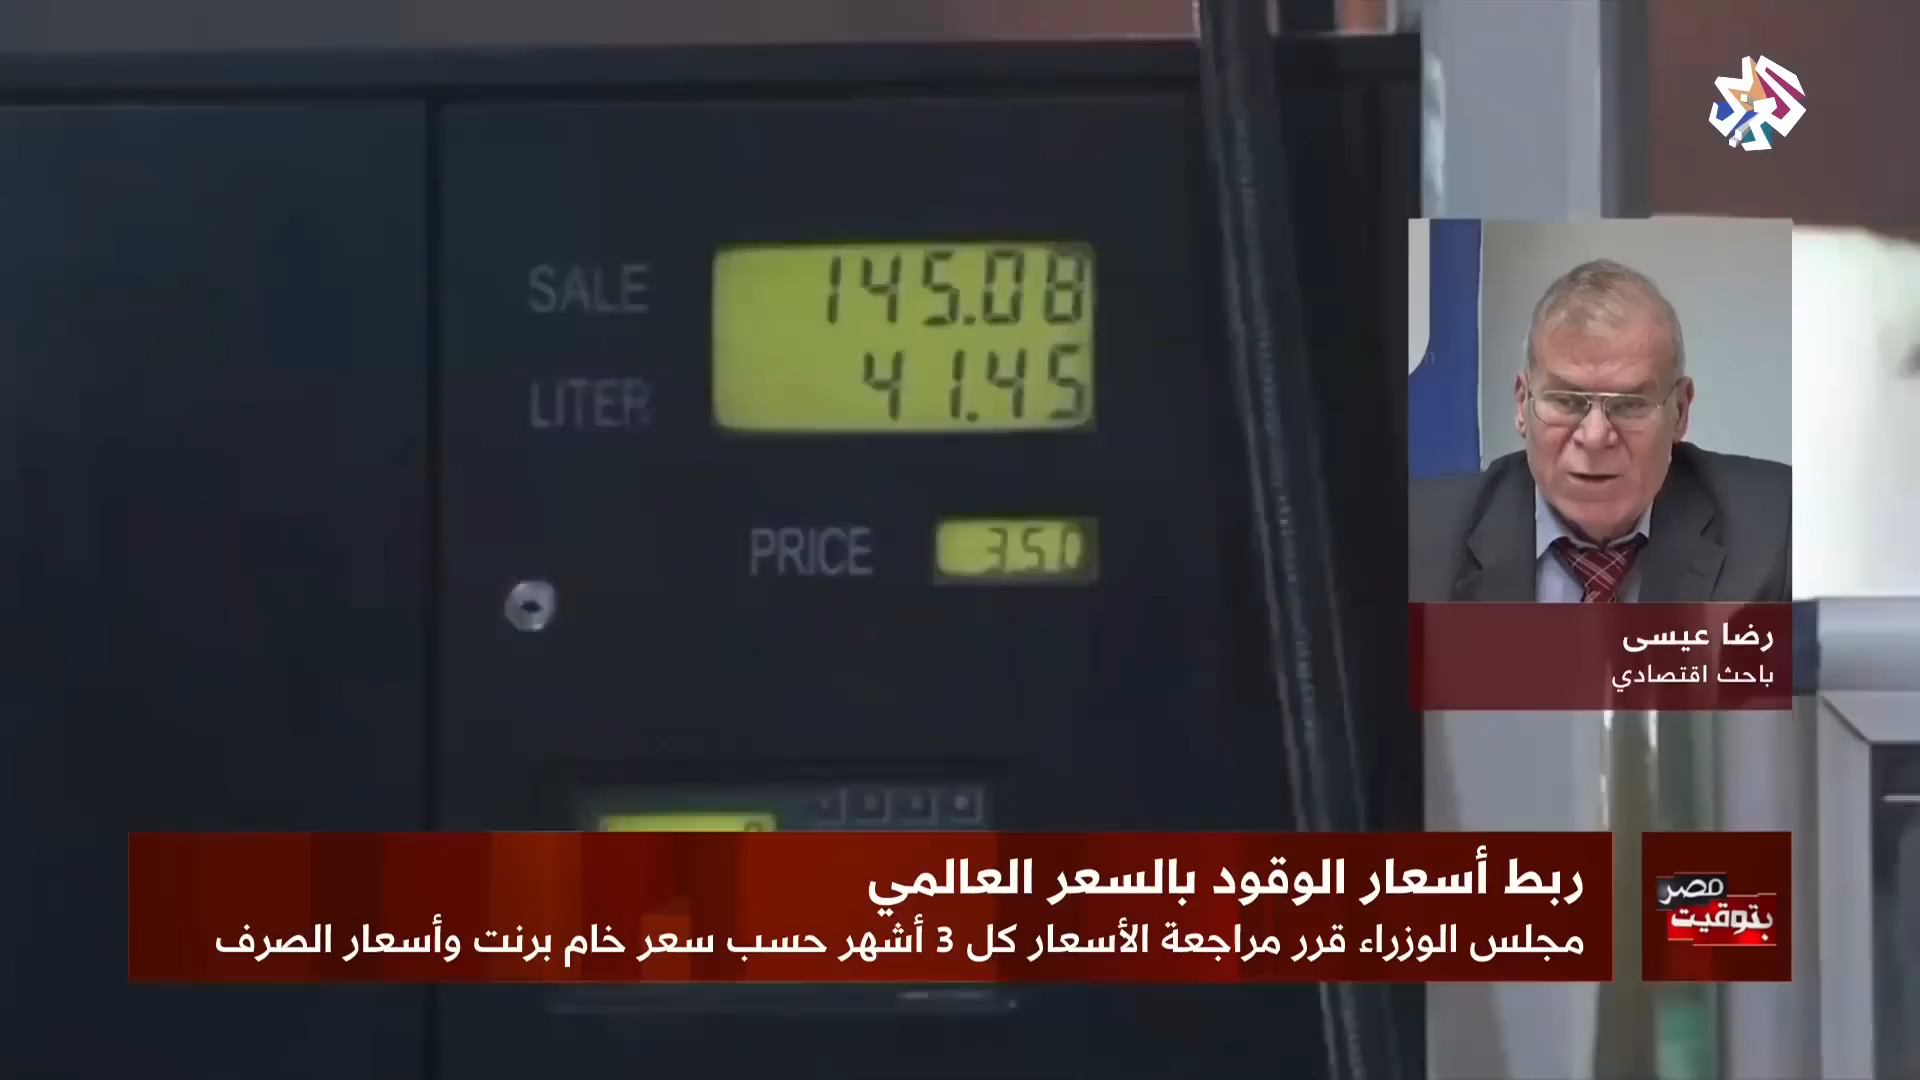 SALE 145.08
LITER 41.45
PRICE 3.50
رضا عيسى
باحث اقتصادي
ربط أسعار الوقود بالسعر العالمي
مجلس الوزراء قرر مراجعة الأسعار كل 3 أشهر حسب سعر خام برنت وأسعار الصرف
مصر
بتوقيت